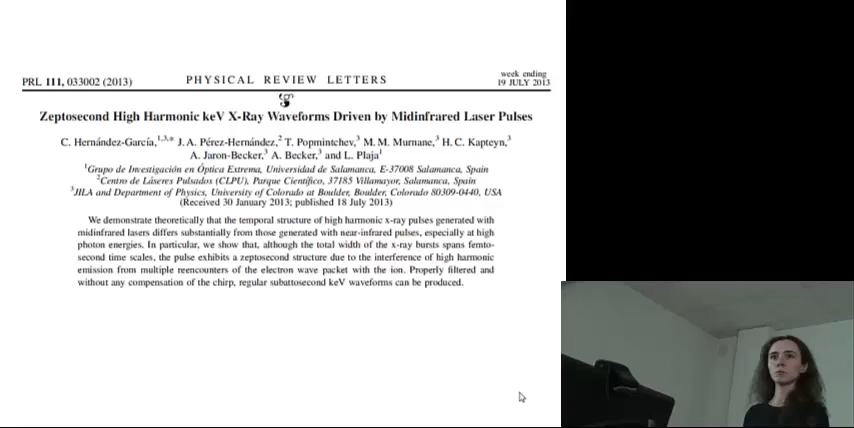 PRL 111, 033002 (2013)
PHYSICAL REVIEW LETTERS
week ending
19 JULY 2013
Zeptosecond High Harmonic keV X-Ray Waveforms Driven by Midinfrared Laser Pulses
C. Hernández-García,1,3,* J. A. Pérez-Hernández,2 T. Popmintchev,3 M. M. Murnane,3 H. C. Kapteyn,3
A. Jaron-Becker,3 A. Becker,3 and L. Plaja1
1Grupo de Investigación en Óptica Extrema, Universidad de Salamanca, E-37008 Salamanca, Spain
2Centro de Láseres Pulsados (CLPU), Parque Científico, 37185 Villamayor, Salamanca, Spain
3JILA and Department of Physics, University of Colorado at Boulder, Boulder, Colorado 80309-0440, USA
(Received 30 January 2013; published 18 July 2013)
We demonstrate theoretically that the temporal structure of high harmonic x-ray pulses generated with
midinfrared lasers differs substantially from those generated with near-infrared pulses, especially at high
photon energies. In particular, we show that, although the total width of the x-ray bursts spans femto-
second time scales, the pulse exhibits a zeptosecond structure due to the interference of high harmonic
emission from multiple reencounters of the electron wave packet with the ion. Properly filtered and
without any compensation of the chirp, regular subattosecond keV waveforms can be produced.